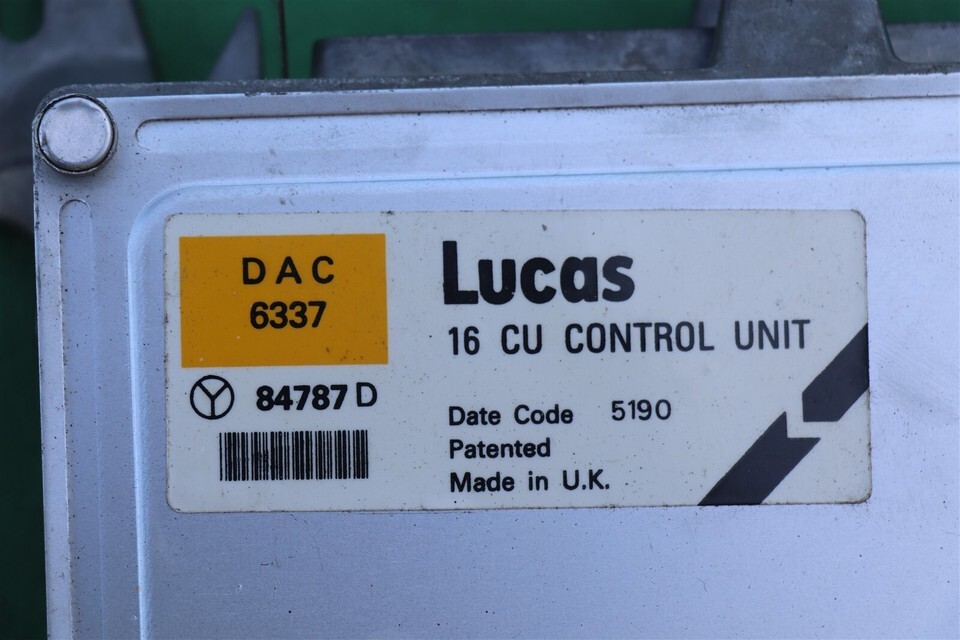 DAC
6337
84787 D
Lucas
16 CU CONTROL UNIT
Date Code 5190
Patented
Made in U.K.